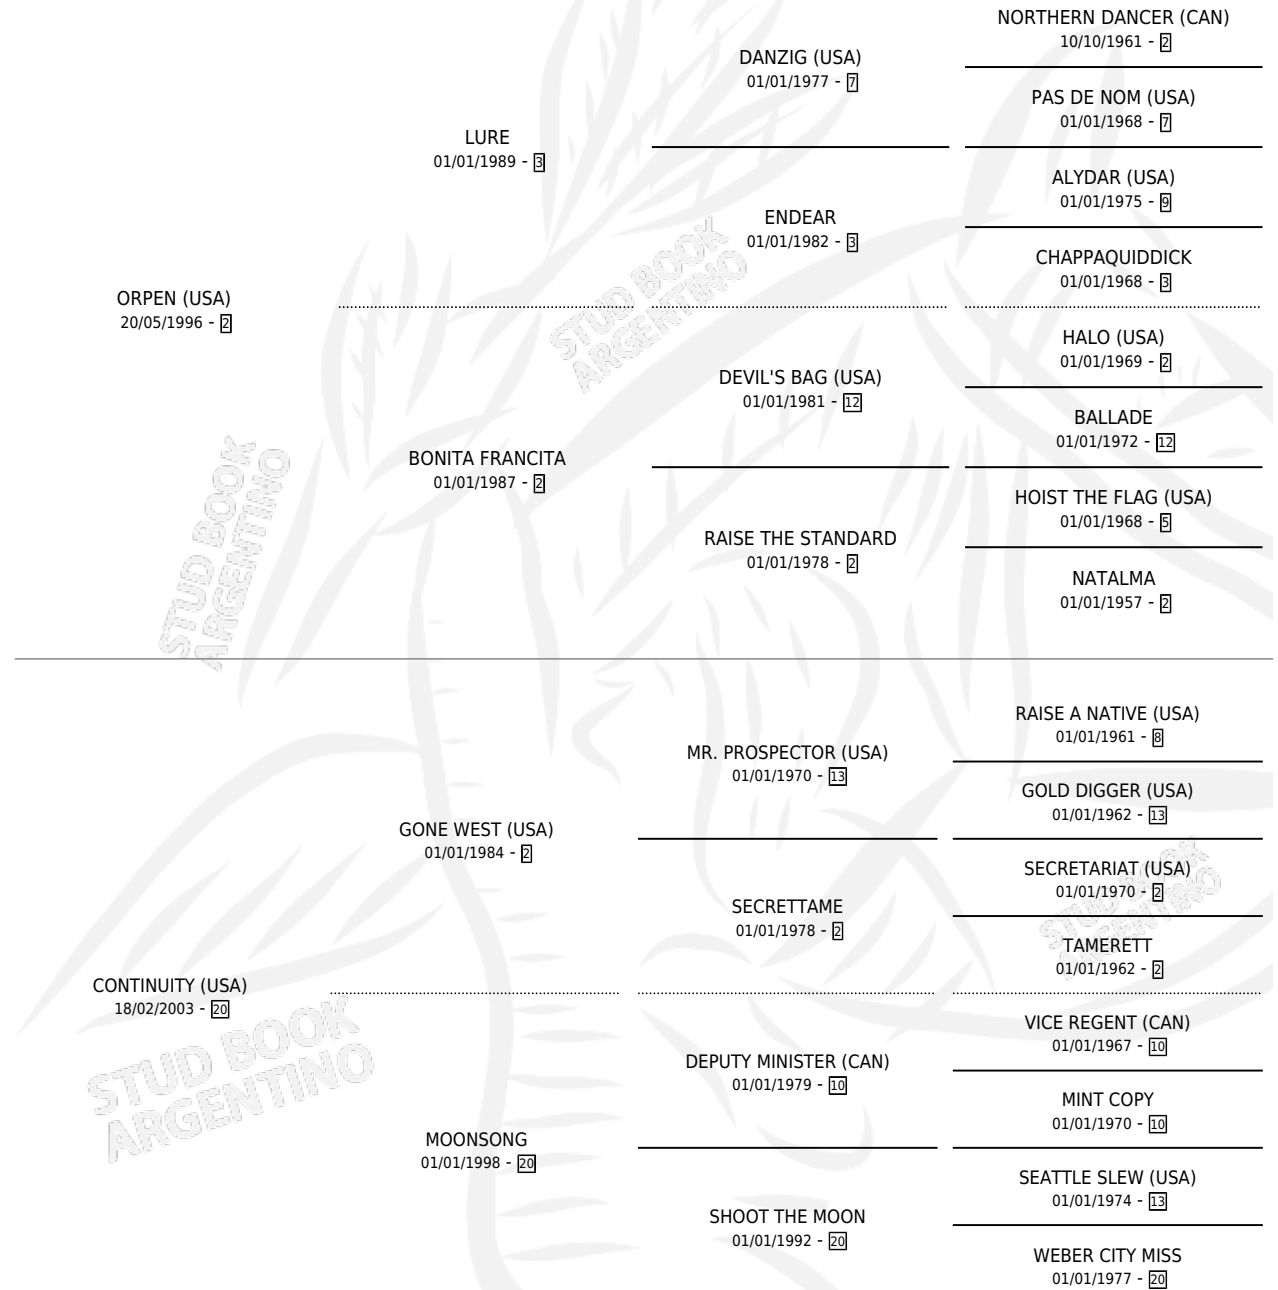 NORTHERN DANCER (CAN)
10/10/1961 - 2
DANZIG (USA)
01/01/1977 - 7
PAS DE NOM (USA)
01/01/1968 - 7
LURE
01/01/1989 - 3
ALYDAR (USA)
01/01/1975 - 9
ENDEAR
01/01/1982 - 3
CHAPPAQUIDDICK
01/01/1968 - 3
ORPEN (USA)
20/05/1996 - 2
STUD BOOK
ARGENTINO
HALO (USA)
01/01/1969 - 2
DEVIL'S BAG (USA)
01/01/1981 - 12
BALLADE
01/01/1972 - 12
BONITA FRANCITA
01/01/1987 - 2
HOIST THE FLAG (USA)
01/01/1968 - 5
RAISE THE STANDARD
01/01/1978 - 2
NATALMA
01/01/1957 - 2
STUD BOOK
ARGENTINO
RAISE A NATIVE (USA)
01/01/1961 - 8
MR. PROSPECTOR (USA)
01/01/1970 - 13
GOLD DIGGER (USA)
01/01/1962 - 13
GONE WEST (USA)
01/01/1984 - 2
SECRETARIAT (USA)
01/01/1970 - 2
SECRETTAME
01/01/1978 - 2
STUD BOOK
ARGENTINO
TAMERETT
01/01/1962 - 2
CONTINUITY (USA)
18/02/2003 - 20
VICE REGENT (CAN)
01/01/1967 - 10
STUD BOOK
ARGENTINO
DEPUTY MINISTER (CAN)
01/01/1979 - 10
MINT COPY
01/01/1970 - 10
MOONSONG
01/01/1998 - 20
SEATTLE SLEW (USA)
01/01/1974 - 13
SHOOT THE MOON
01/01/1992 - 20
WEBER CITY MISS
01/01/1977 - 20